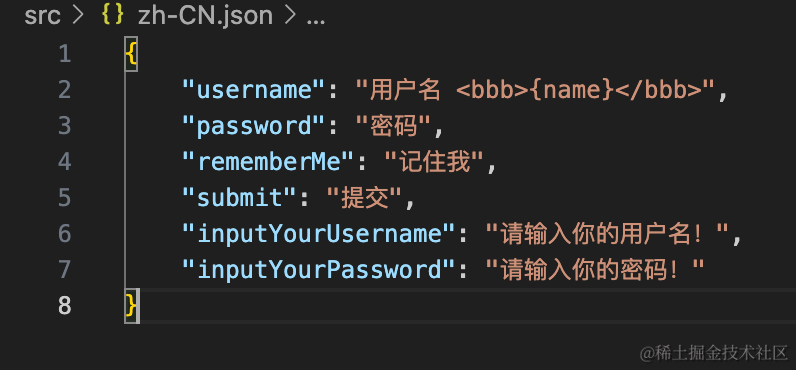 src > {} zh-CN.json > ...
1 {
2 "username": "用户名 <bbb>{name}</bbb>",
3 "password": "密码",
4 "rememberMe": "记住我",
5 "submit": "提交",
6 "inputYourUsername": "请输入你的用户名！",
7 "inputYourPassword": "请输入你的密码！"
8 }
@稀土掘金技术社区